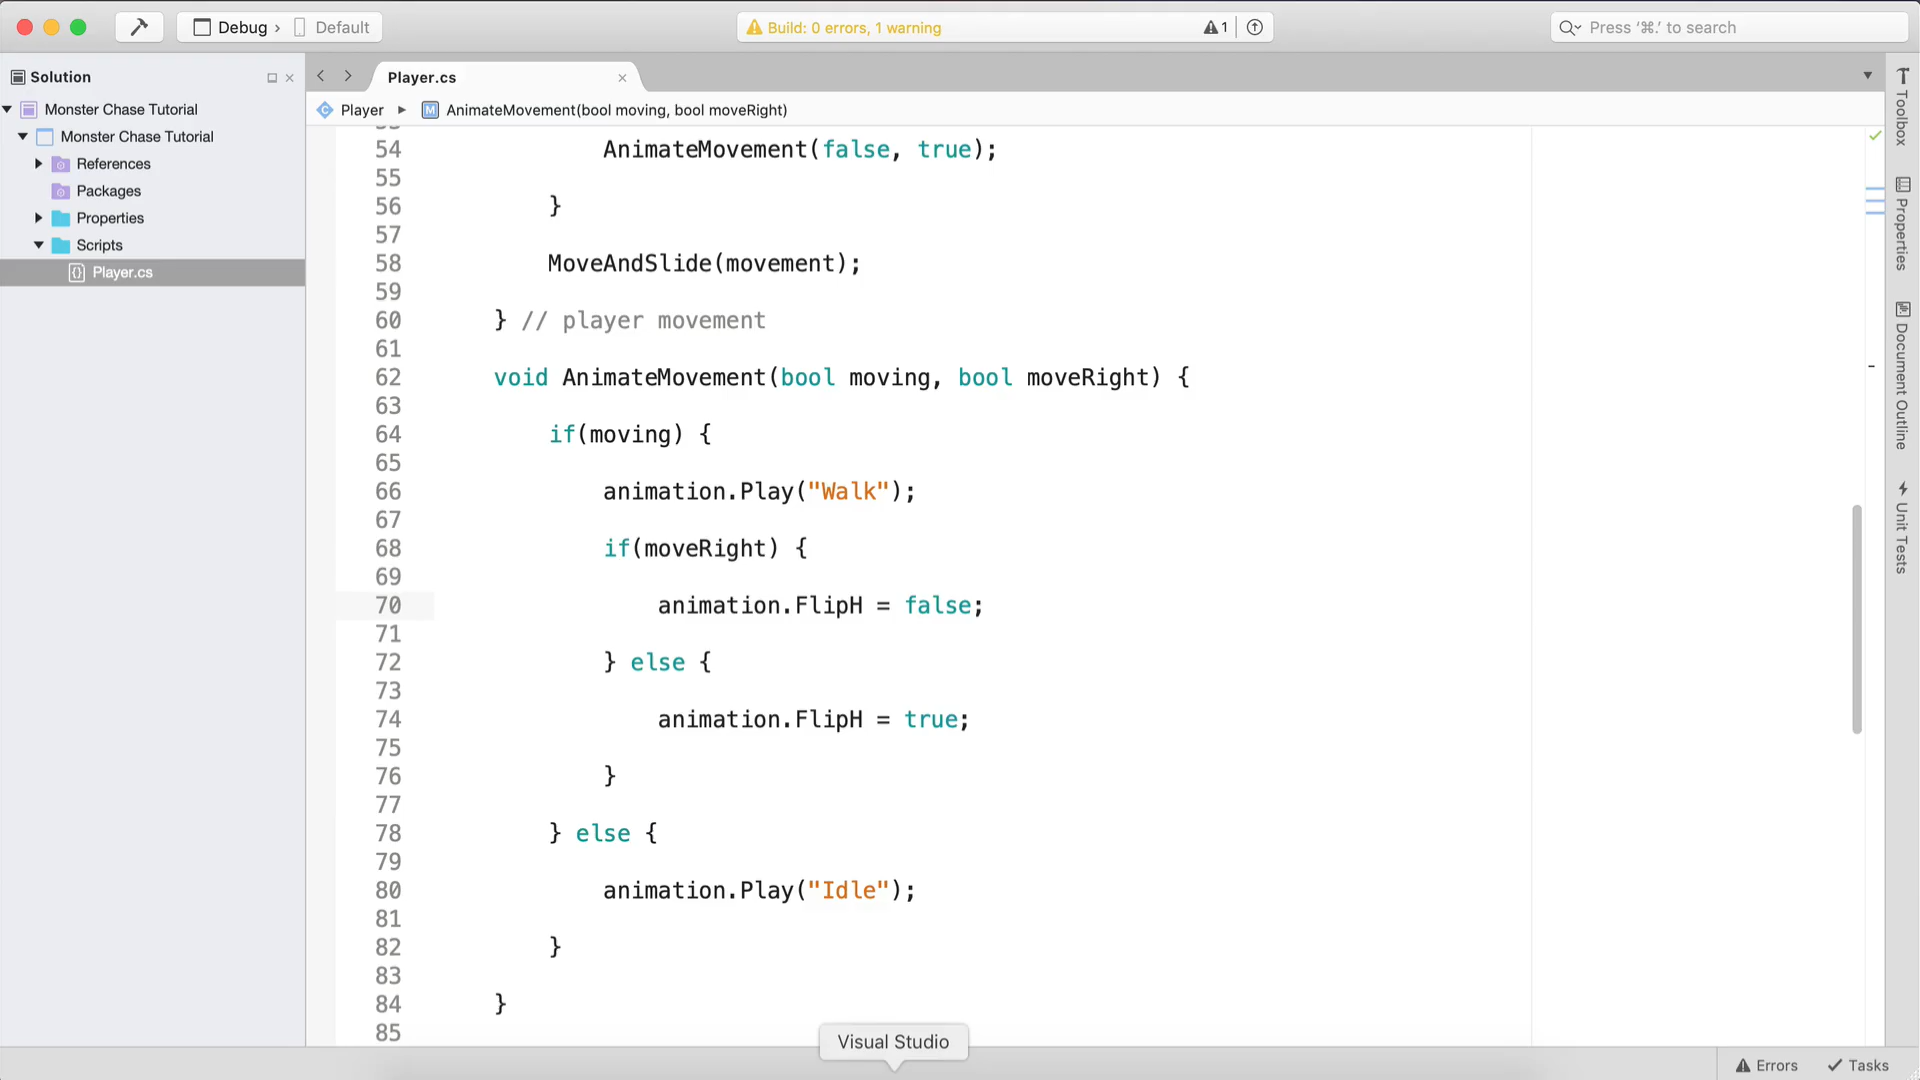 Debug › Default
Build: 0 errors, 1 warning
1
Press '⌘.' to search
Solution
Player.cs
Monster Chase Tutorial
Player
AnimateMovement(bool moving, bool moveRight)
Monster Chase Tutorial
References
Packages
Properties
Scripts
Player.cs
54 AnimateMovement(false, true);
55
56 }
57
58 MoveAndSlide(movement);
59
60 } // player movement
61
62 void AnimateMovement(bool moving, bool moveRight) {
63
64 if(moving) {
65
66 animation.Play("Walk");
67
68 if(moveRight) {
69
70 animation.FlipH = false;
71
72 } else {
73
74 animation.FlipH = true;
75
76 }
77
78 } else {
79
80 animation.Play("Idle");
81
82 }
83
84 }
85
Toolbox
Properties
Document Outline
Unit Tests
Visual Studio
Errors
Tasks